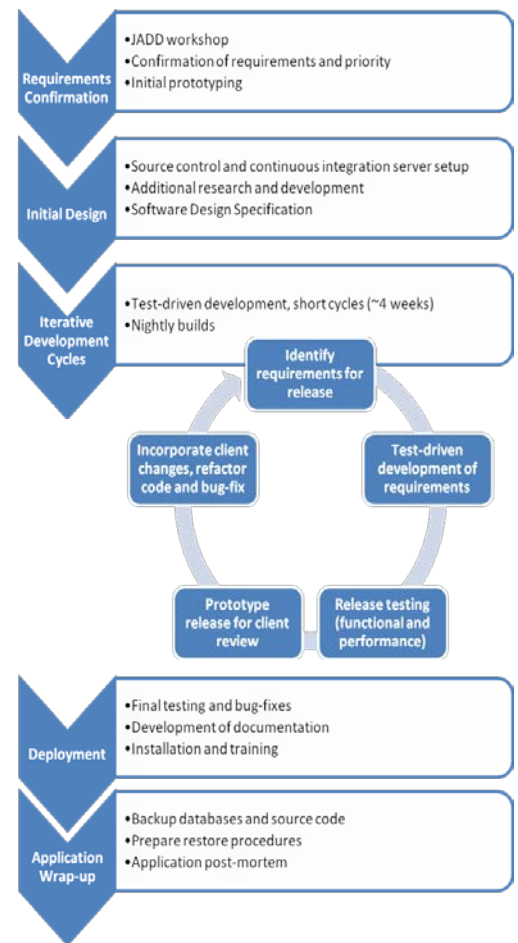 Requirements
Confirmation
•JADD workshop
•Confirmation of requirements and priority
•Initial prototyping
Initial Design
•Source control and continuous integration server setup
•Additional research and development
•Software Design Specification
Iterative
Development
Cycles
•Test-driven development, short cycles (~4 weeks)
•Nightly builds
Identify
requirements for
release
Test-driven
development of
requirements
Release testing
(functional and
performance)
Prototype
release for client
review
Incorporate client
changes, refactor
code and bug-fix
Deployment
•Final testing and bug-fixes
•Development of documentation
•Installation and training
Application
Wrap-up
•Backup databases and source code
•Prepare restore procedures
•Application post-mortem